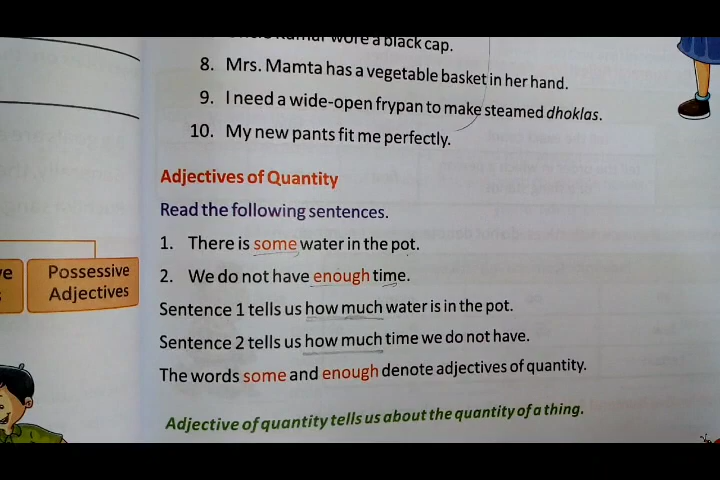 Kumar wore a black cap.
8. Mrs. Mamta has a vegetable basket in her hand.
9. I need a wide-open frypan to make steamed dhoklas.
10. My new pants fit me perfectly.
Adjectives of Quantity
Read the following sentences.
1. There is some water in the pot.
2. We do not have enough time.
Possessive
Adjectives
Sentence 1 tells us how much water is in the pot.
Sentence 2 tells us how much time we do not have.
The words some and enough denote adjectives of quantity.
Adjective of quantity tells us about the quantity of a thing.